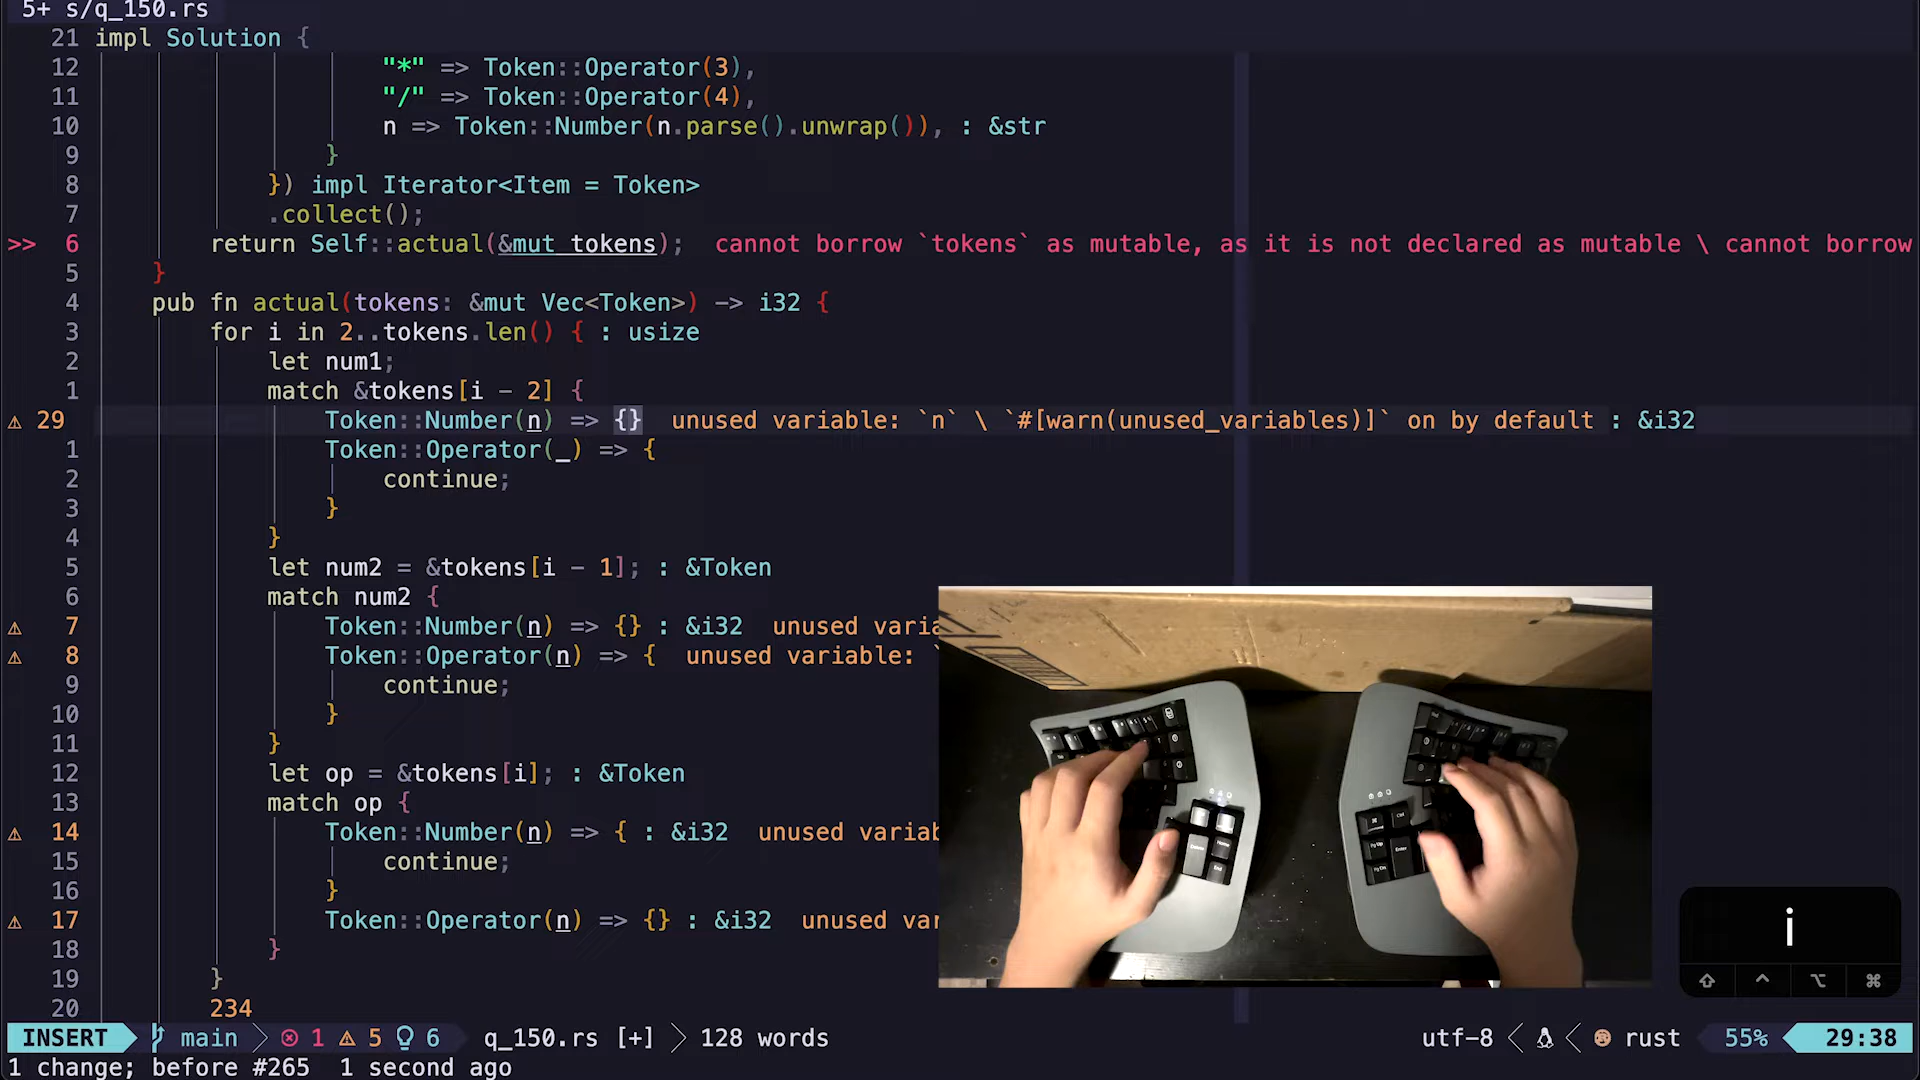 5+ s/q_150.rs
21 impl Solution {
12 "*" => Token::Operator(3),
11 "/" => Token::Operator(4),
10 n => Token::Number(n.parse().unwrap()), : &str
9 }
8 }) impl Iterator<Item = Token>
7 .collect();
>> 6 return Self::actual(&mut tokens); cannot borrow `tokens` as mutable, as it is not declared as mutable \ cannot borrow
5 }
4 pub fn actual(tokens: &mut Vec<Token>) -> i32 {
3 for i in 2..tokens.len() { : usize
2 let num1;
1 match &tokens[i - 2] {
⚠ 29 Token::Number(n) => {} unused variable: `n` \ `#[warn(unused_variables)]` on by default : &i32
1 Token::Operator(_) => {
2 continue;
3 }
4 }
5 let num2 = &tokens[i - 1]; : &Token
6 match num2 {
⚠ 7 Token::Number(n) => {} : &i32 unused varia
⚠ 8 Token::Operator(n) => { unused variable: `
9 continue;
10 }
11 }
12 let op = &tokens[i]; : &Token
13 match op {
⚠ 14 Token::Number(n) => { : &i32 unused variab
15 continue;
16 }
⚠ 17 Token::Operator(n) => {} : &i32 unused var
18 }
19 }
20 234
i
⇧ ^ ⌥ ⌘
INSERT main 1 ⚠ 5 6 q_150.rs [+] 128 words utf-8 rust 55% 29:38
1 change; before #265 1 second ago